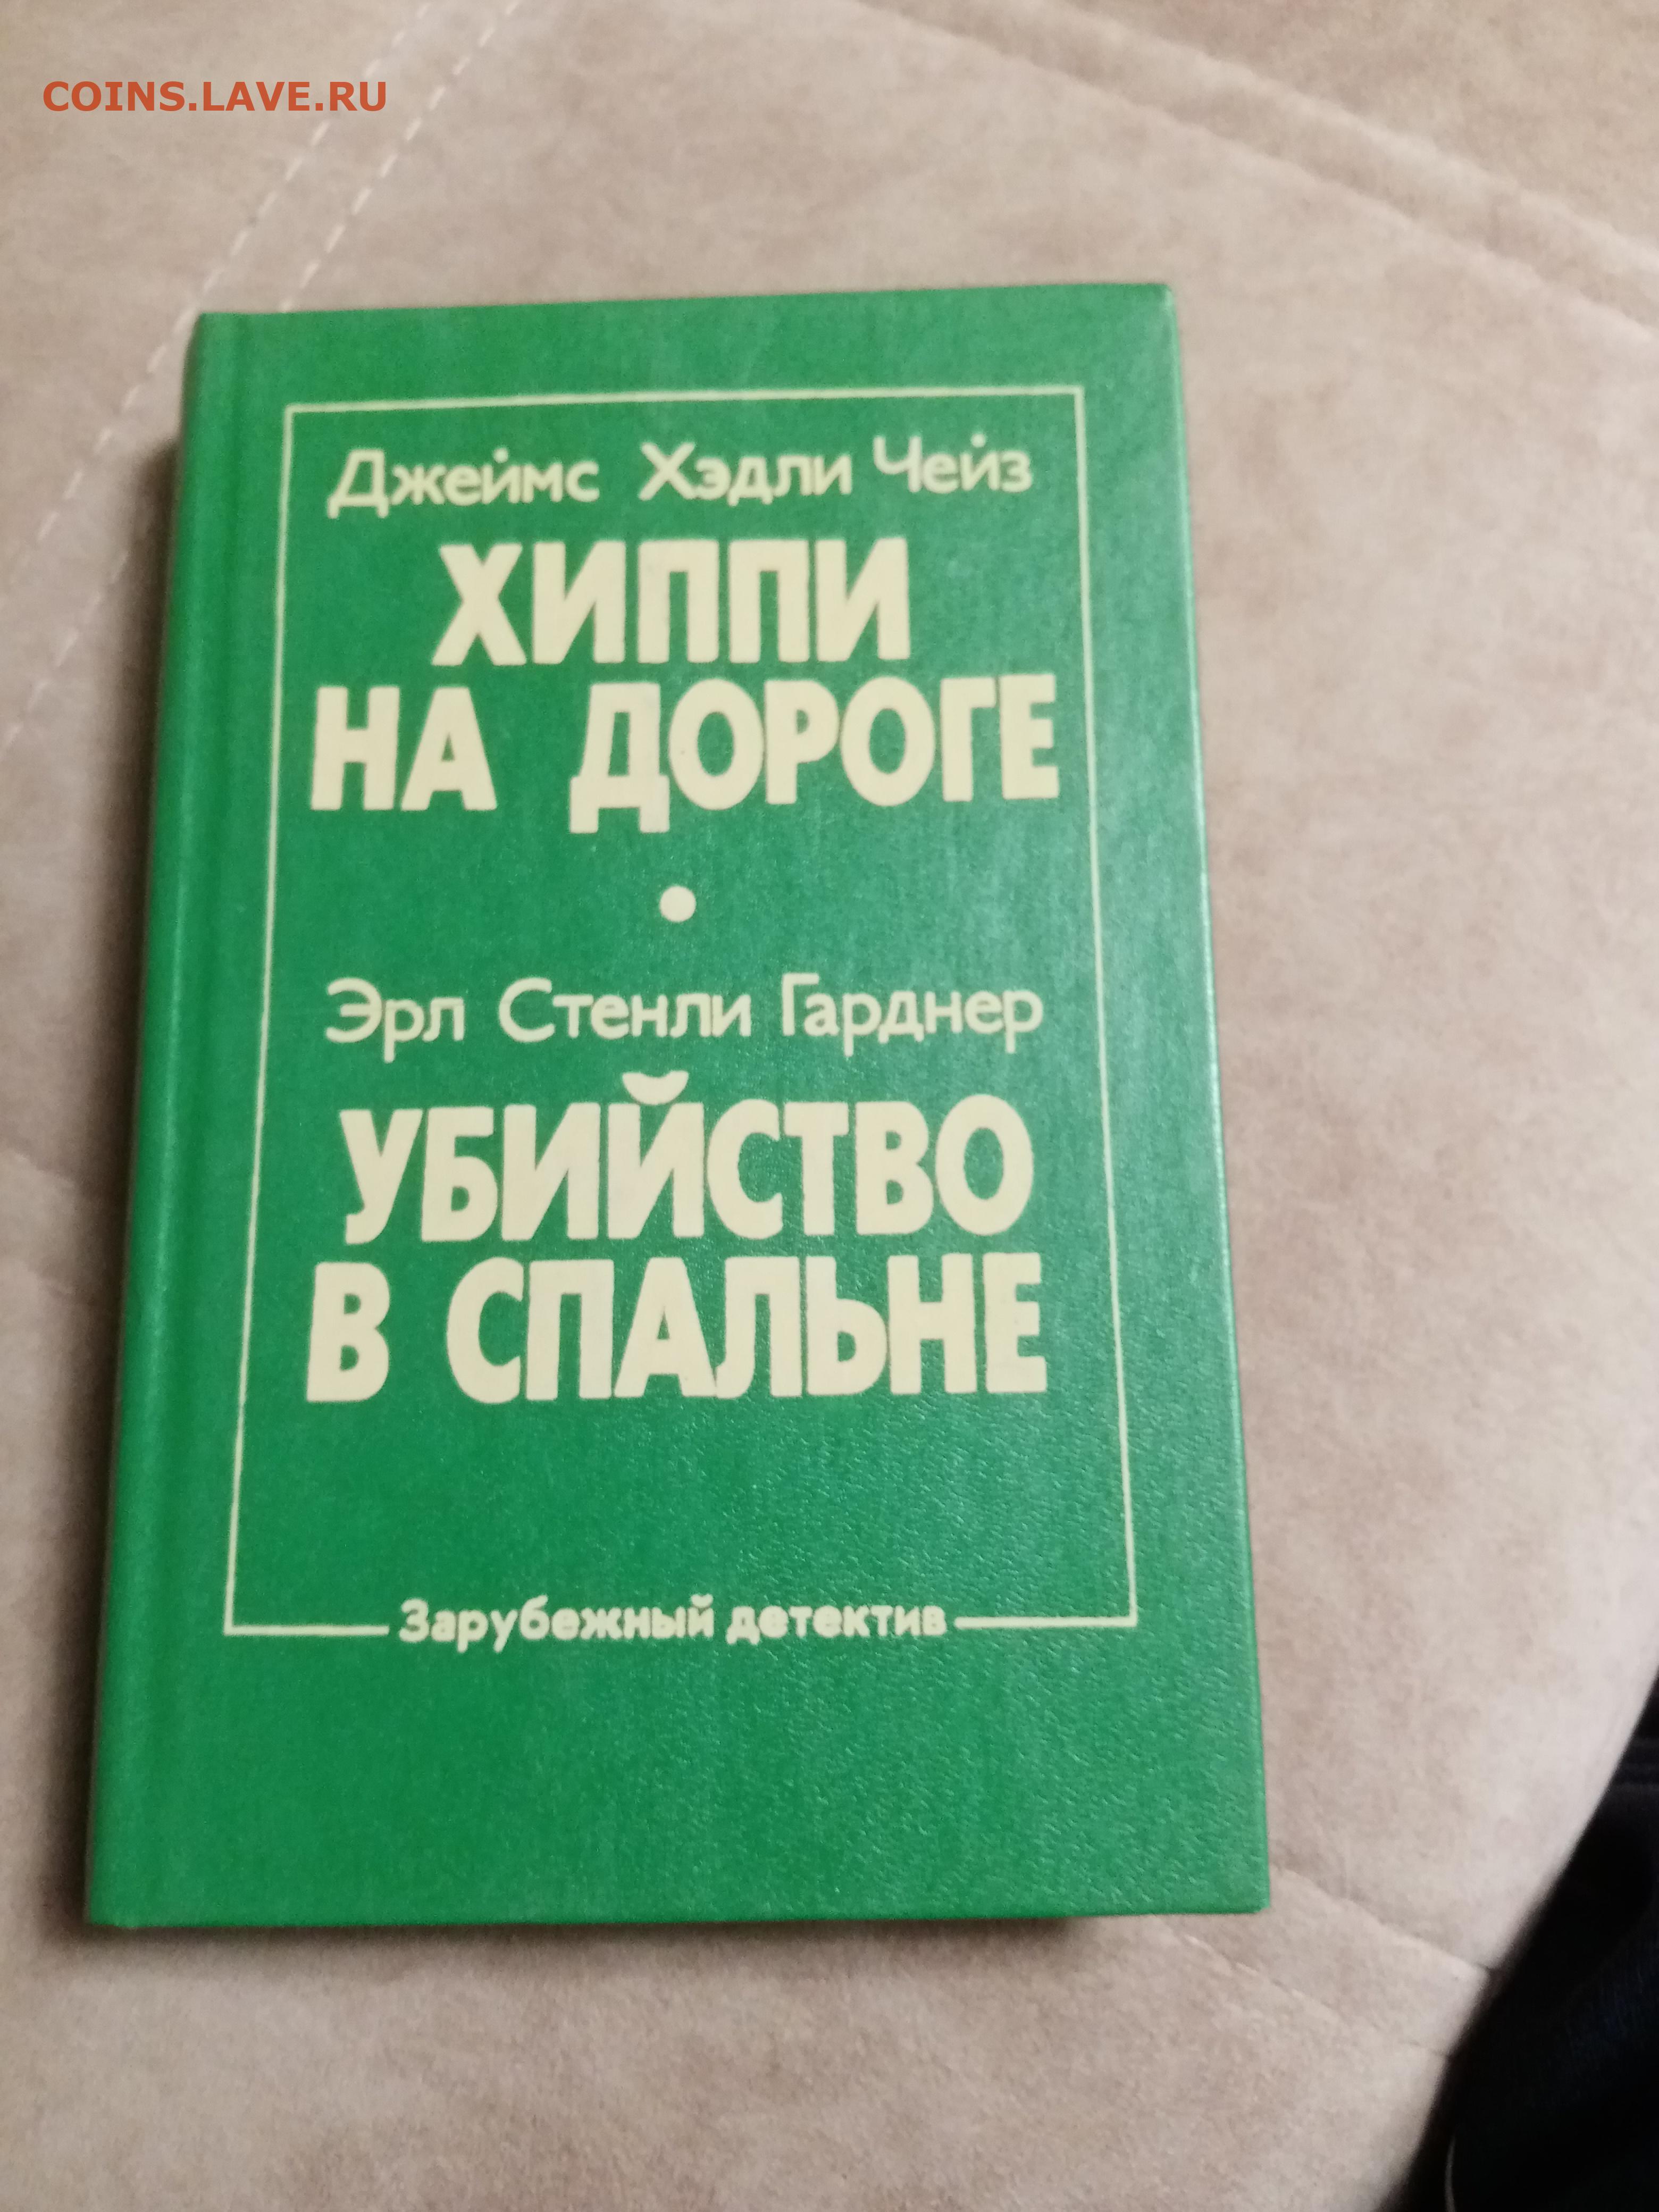 COINS.LAVE.RU
Джеймс Хэдли Чейз
ХИППИ
НА ДОРОГЕ
Эрл Стенли Гарднер
УБИЙСТВО
В СПАЛЬНЕ
Зарубежный детектив